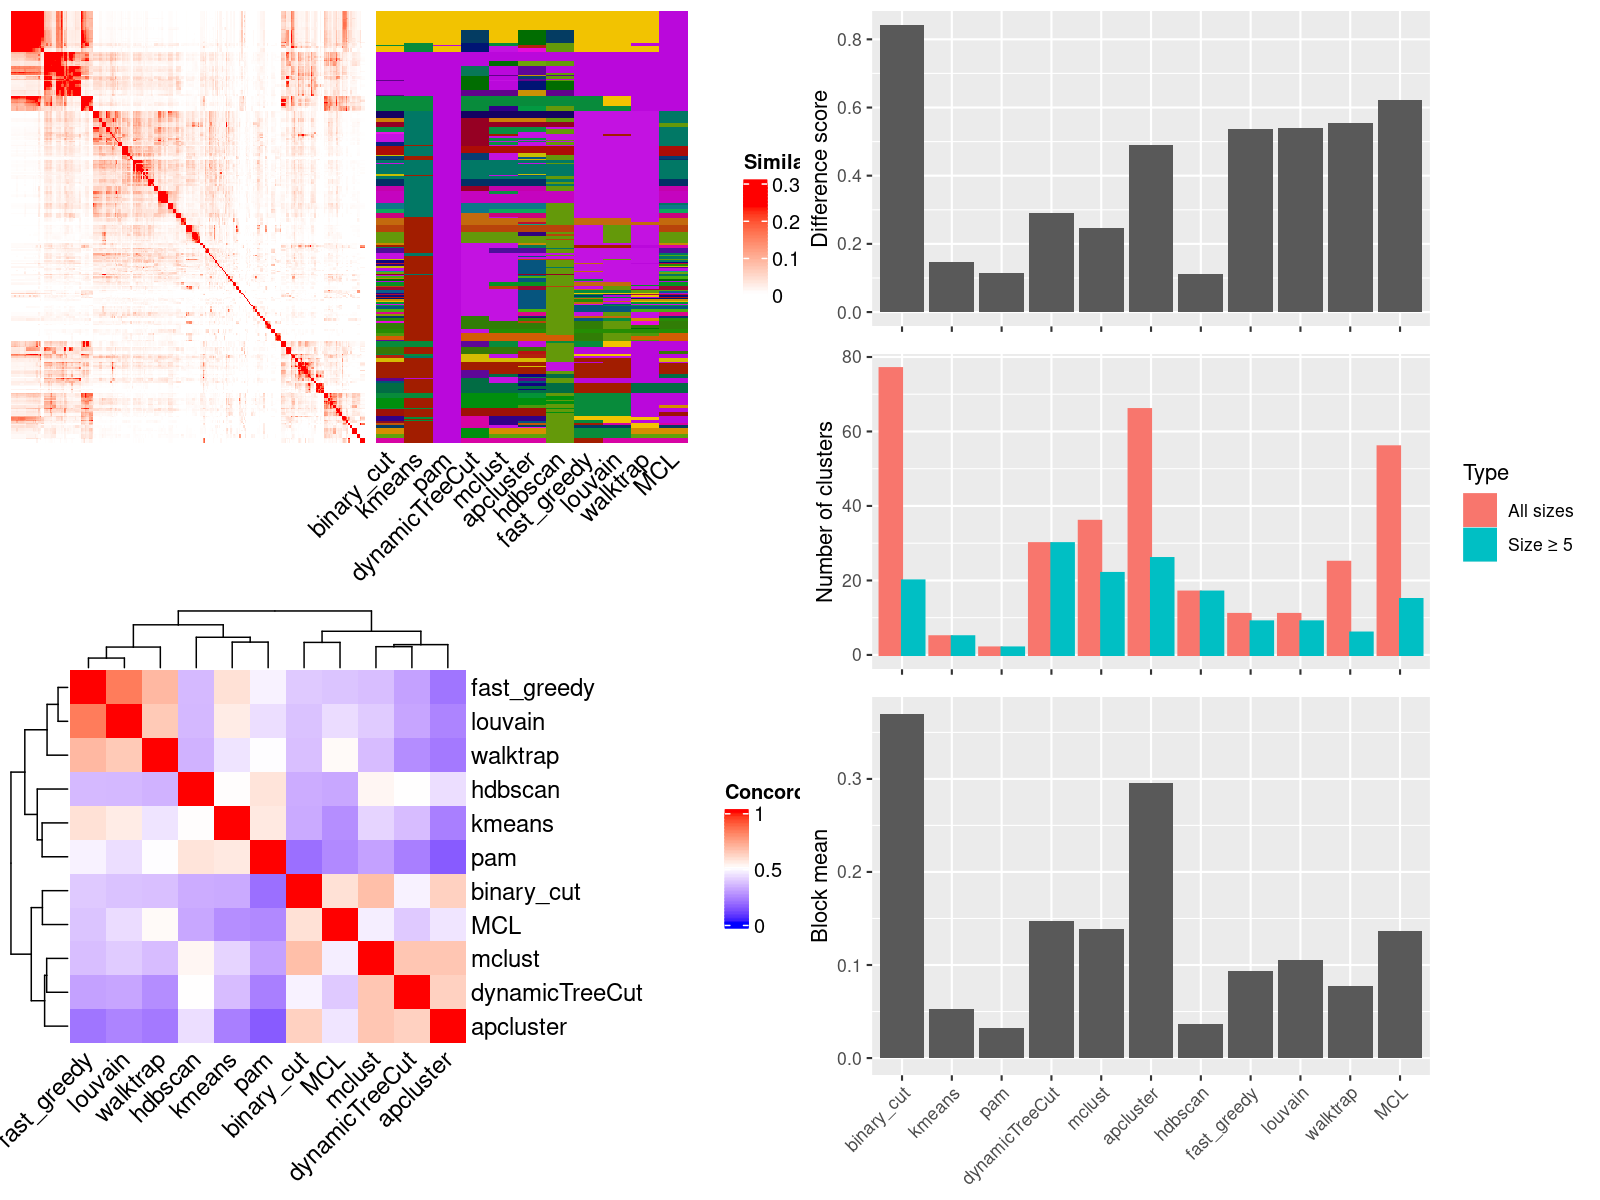 binary_cut
kmeans
pam
dynamicTreeCut
mclust
apcluster
hdbscan
fast_greedy
louvain
walktrap
MCL
Simila
0.3
0.2
0.1
0
fast_greedy
louvain
walktrap
hdbscan
kmeans
pam
binary_cut
MCL
mclust
dynamicTreeCut
apcluster
fast_greedy
louvain
walktrap
hdbscan
kmeans
pam
binary_cut
MCL
mclust
dynamicTreeCut
apcluster
Concord
1
0.5
0
Difference score
0.8
0.6
0.4
0.2
0.0
Number of clusters
80
60
40
20
0
Type
All sizes
Size ≥ 5
Block mean
0.3
0.2
0.1
0.0
binary_cut
kmeans
pam
dynamicTreeCut
mclust
apcluster
hdbscan
fast_greedy
louvain
walktrap
MCL